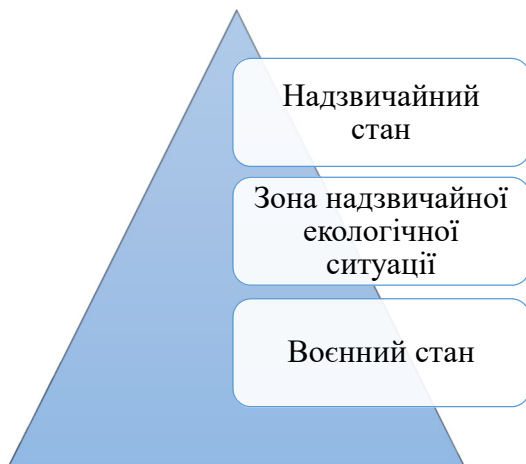 Надзвичайний
стан
Зона надзвичайної
екологічної
ситуації
Воєнний стан